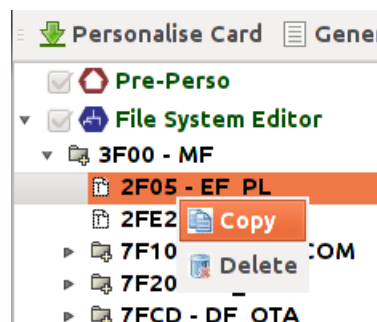 Personalise Card Gene
Pre-Perso
File System Editor
3F00 - MF
2F05 - EF_PL
2FE2
Copy
7F10 COM
Delete
7F20
7FCD - DF_OTA